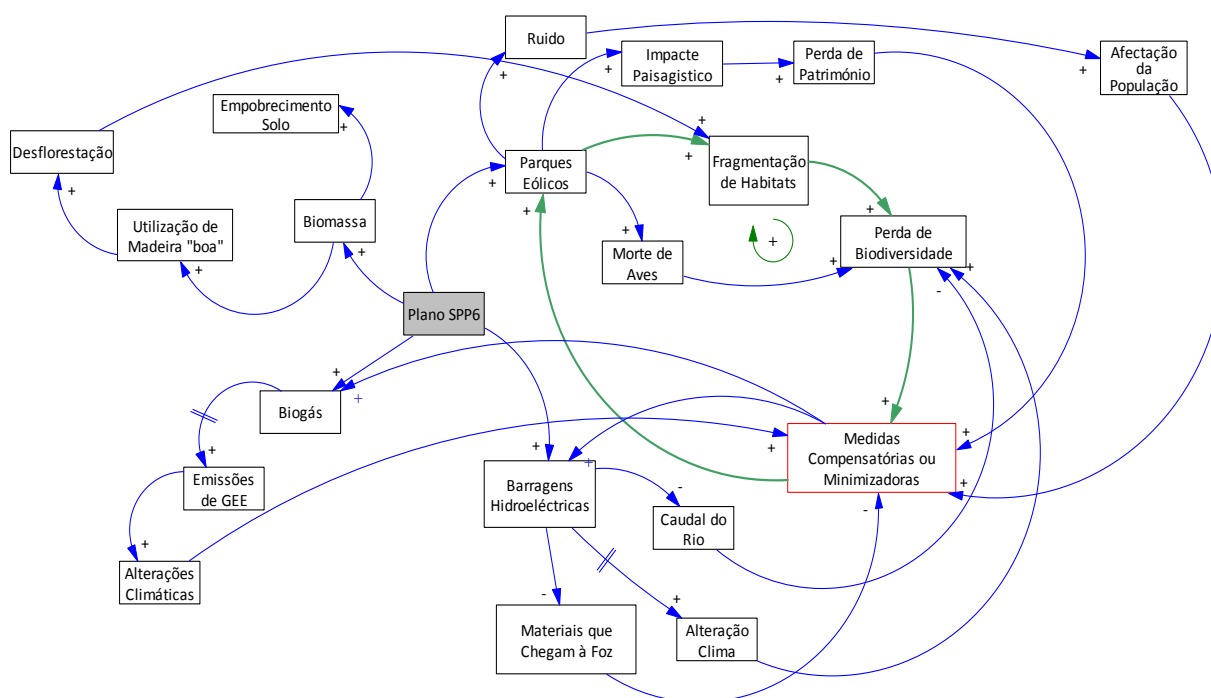 Ruido
Impacte
Paisagistico
Perda de
Património
Afectação
da
População
+
+
+
+
Empobrecimento
Solo
+
Desflorestação
+
Parques
Eólicos
+
+
+
+
Fragmentação
de Habitats
Utilização de
Madeira "boa"
+
Biomassa
+
+
Morte de
Aves
+
+
+
Perda de
Biodiversidade
+
+
-
Plano SPP6
+
+
Biogás
+
+
Emissões
de GEE
+
Alterações
Climáticas
+
+
Barragens
Hidroeléctricas
+
+
+
+
-
Medidas
Compensatórias ou
Minimizadoras
-
Caudal do
Rio
-
Materiais que
Chegam à Foz
+
Alteração
Clima